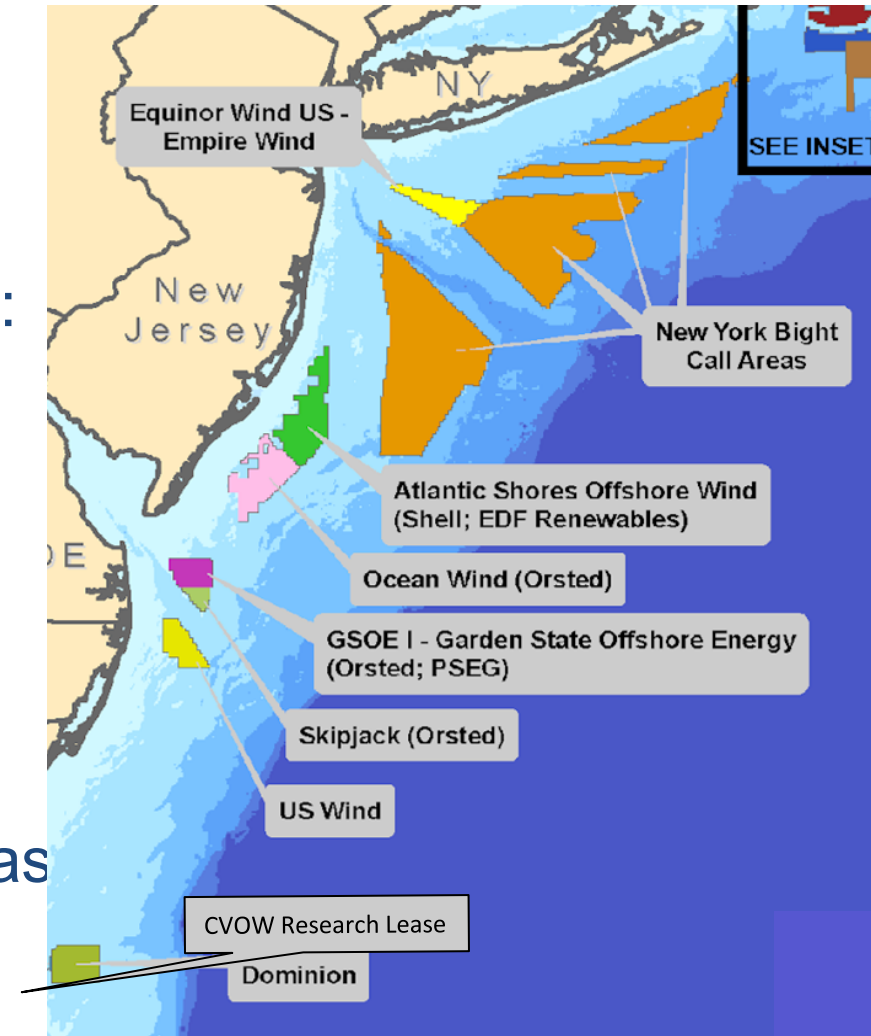 NY
Equinor Wind US -
Empire Wind
SEE INSET
:
New
Jersey
New York Bight
Call Areas
Atlantic Shores Offshore Wind
(Shell; EDF Renewables)
DE
Ocean Wind (Orsted)
GSOE I - Garden State Offshore Energy
(Orsted; PSEG)
Skipjack (Orsted)
US Wind
as
CVOW Research Lease
Dominion